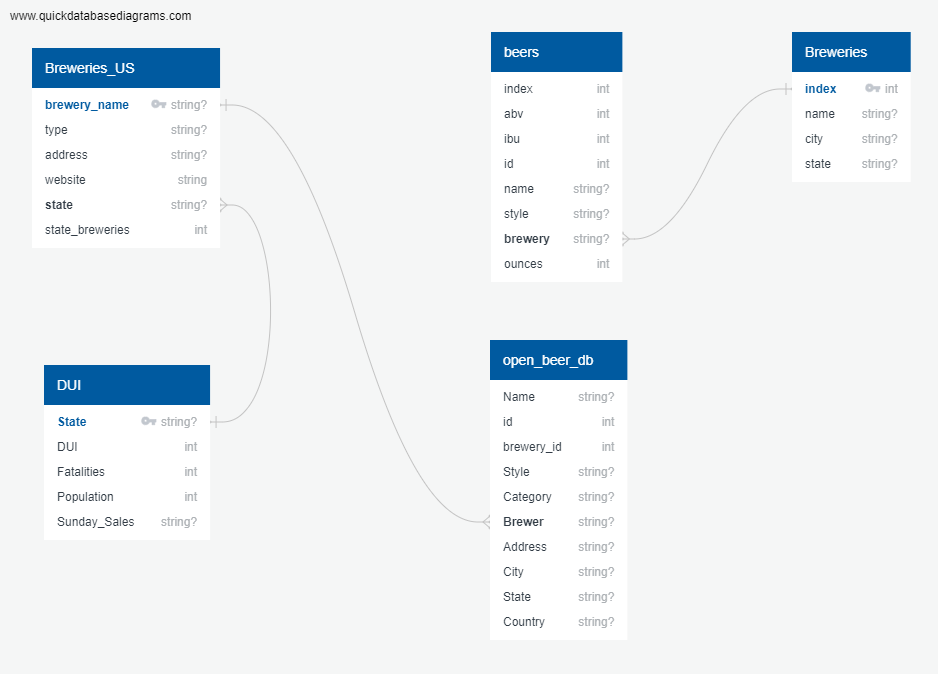 www.quickdatabasediagrams.com
Breweries_US
brewery_name string?
type string?
address string?
website string
state string?
state_breweries int
DUI
State string?
DUI int
Fatalities int
Population int
Sunday_Sales string?
beers
index int
abv int
ibu int
id int
name string?
style string?
brewery string?
ounces int
open_beer_db
Name string?
id int
brewery_id int
Style string?
Category string?
Brewer string?
Address string?
City string?
State string?
Country string?
Breweries
index int
name string?
city string?
state string?